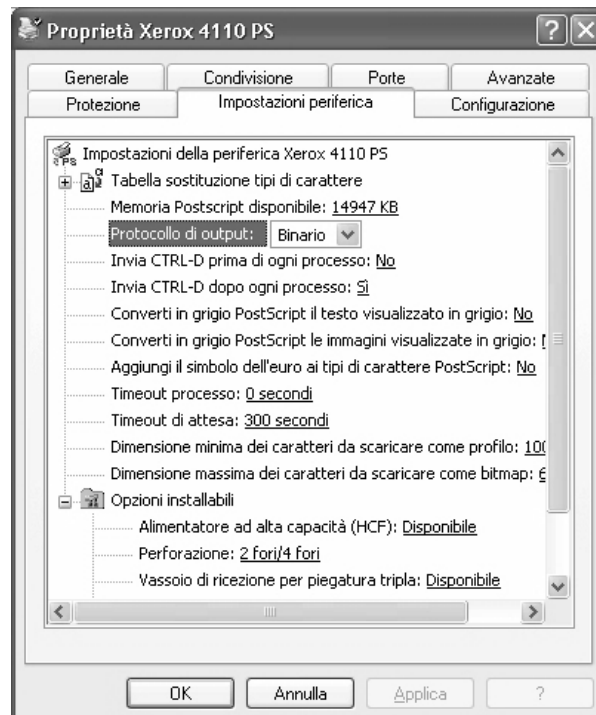 Proprietà Xerox 4110 PS
Generale Condivisione Porte Avanzate
Protezione Impostazioni periferica Configurazione
Impostazioni della periferica Xerox 4110 PS
Tabella sostituzione tipi di carattere
Memoria Postscript disponibile: 14947 KB
Protocollo di output: Binario
Invia CTRL-D prima di ogni processo: No
Invia CTRL-D dopo ogni processo: Sì
Converti in grigio PostScript il testo visualizzato in grigio: No
Converti in grigio PostScript le immagini visualizzate in grigio:
Aggiungi il simbolo dell'euro ai tipi di carattere PostScript: No
Timeout processo: 0 secondi
Timeout di attesa: 300 secondi
Dimensione minima dei caratteri da scaricare come profilo: 100
Dimensione massima dei caratteri da scaricare come bitmap:
Opzioni installabili
Alimentatore ad alta capacità (HCF): Disponibile
Perforazione: 2 fori/4 fori
Vassoio di ricezione per piegatura tripla: Disponibile
OK Annulla Applica ?